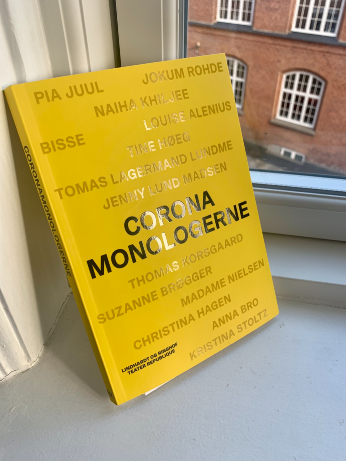 PIA JUUL
JOKUM ROHDE
NAIHA KHILJEE
LOUISE ALENIUS
BISSE
TINE HØEG
TOMAS LAGERMAND LUNDME
JENNY LUND MADSEN
CORONA
MONOLOGERNE
THOMAS KORSGAARD
SUZANNE BRØGGER
MADAME NIELSEN
CHRISTINA HAGEN
ANNA BRO
KRISTINA STOLTZ
LINDHARDT OG RINGHOF
TEATER REPUBLIQUE
CORONA MONOLOGERNE